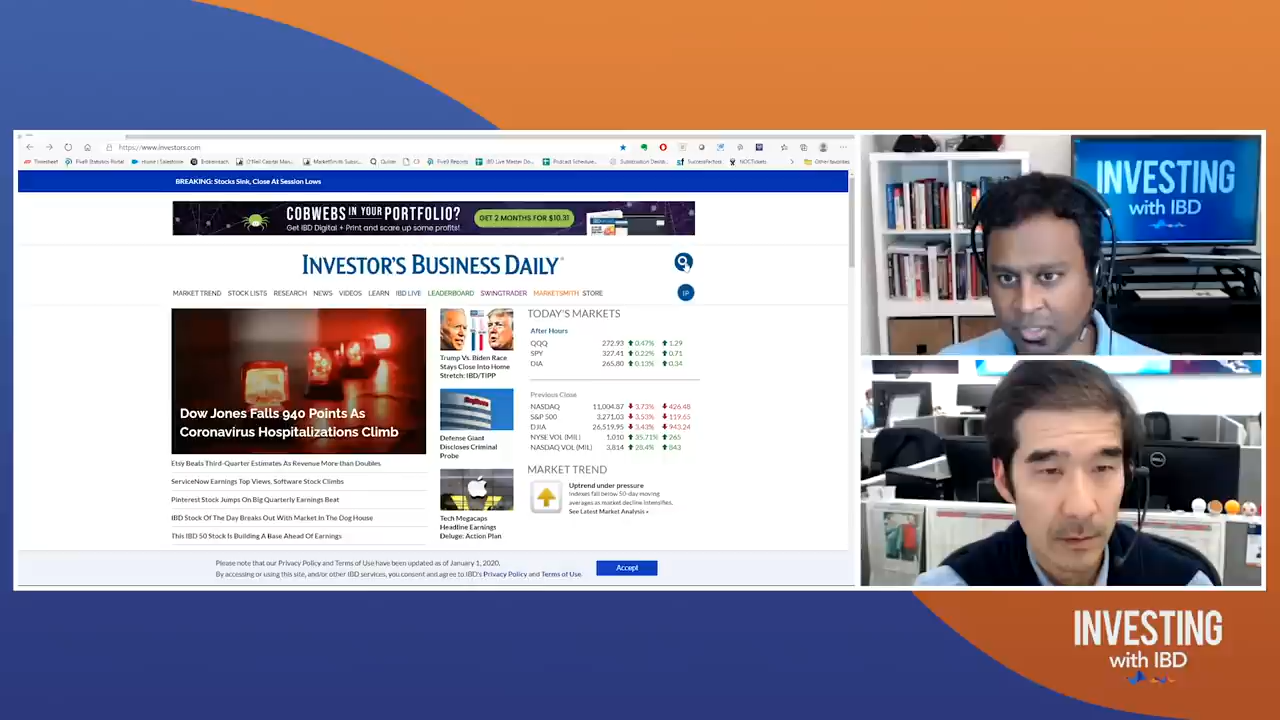 https://www.investors.com
Timesheet
Five9 Statistics Portal
Quoter
Five9 Reports
SuccessFactors
NOCTickets
Other favorites
BREAKING: Stocks Sink, Close At Session Lows
COBWEBS IN YOUR PORTFOLIO?
Get IBD Digital + Print and scare up some profits!
GET 2 MONTHS FOR $10.31
INVESTOR'S BUSINESS DAILY
MARKET TREND STOCK LISTS RESEARCH NEWS VIDEOS LEARN IBD LIVE LEADERBOARD SWINGTRADER MARKETSMITH STORE
IP
Dow Jones Falls 940 Points As
Coronavirus Hospitalizations Climb
Etsy Beats Third-Quarter Estimates As Revenue More than Doubles
ServiceNow Earnings Top Views, Software Stock Climbs
Pinterest Stock Jumps On Big Quarterly Earnings Beat
IBD Stock Of The Day Breaks Out With Market In The Dog House
This IBD 50 Stock Is Building A Base Ahead Of Earnings
Trump Vs. Biden Race
Stays Close Into Home
Stretch: IBD/TIPP
Defense Giant
Discloses Criminal
Probe
Tech Megacaps
Headline Earnings
Deluge: Action Plan
TODAY'S MARKETS
After Hours
QQQ 272.93 0.47% 1.29
SPY 327.41 0.22% 0.71
DIA 265.80 0.13% 0.34
Previous Close
NASDAQ 11,004.87 3.73% 426.48
S&P 500 3,271.03 3.53% 119.65
DJIA 26,519.95 3.43% 943.24
NYSE VOL (MIL) 1,010 35.71% 265
NASDAQ VOL (MIL) 3,814 28.4% 843
MARKET TREND
Uptrend under pressure
Indexes fall below 50-day moving
averages as market decline intensifies.
See Latest Market Analysis »
Please note that our Privacy Policy and Terms of Use have been updated as of January 1, 2020.
By accessing or using this site, and/or other IBD services, you consent and agree to IBD's Privacy Policy and Terms of Use.
Accept
INVESTING
with IBD
DELL
INVESTING
with IBD